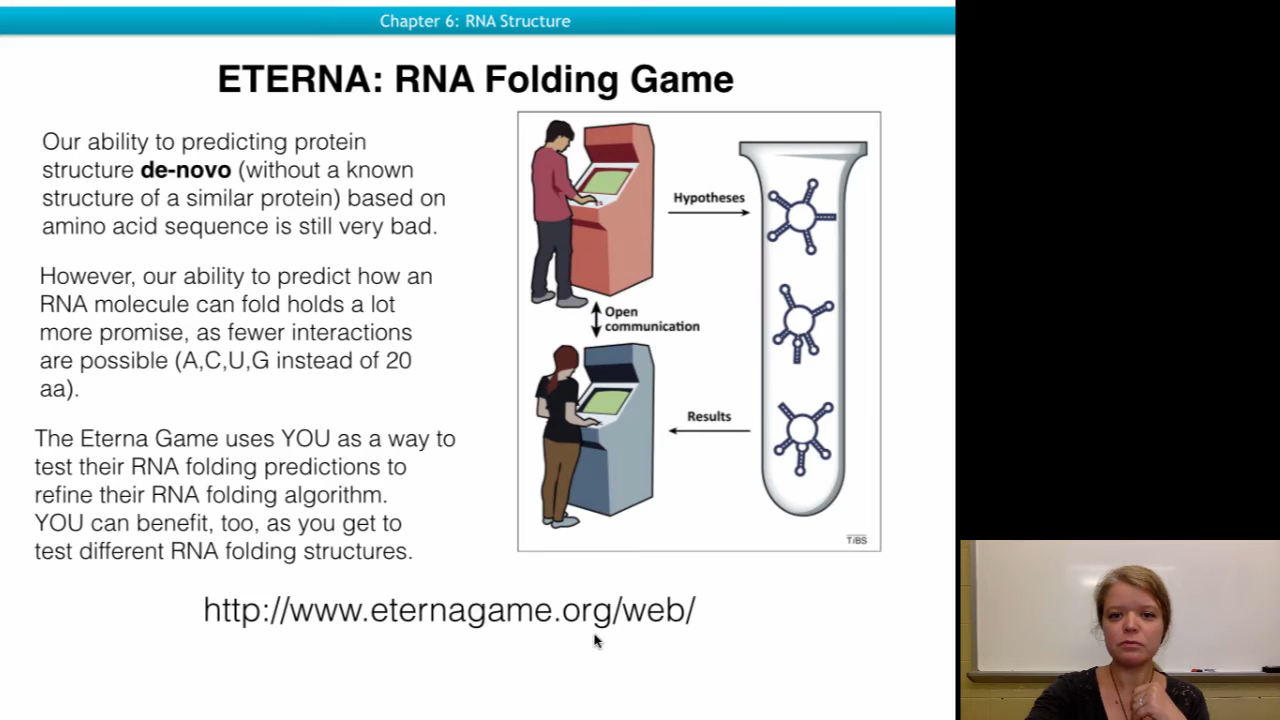 Chapter 6: RNA Structure
ETERNA: RNA Folding Game
Our ability to predicting protein
structure de-novo (without a known
structure of a similar protein) based on
amino acid sequence is still very bad.
However, our ability to predict how an
RNA molecule can fold holds a lot
more promise, as fewer interactions
are possible (A,C,U,G instead of 20
aa).
The Eterna Game uses YOU as a way to
test their RNA folding predictions to
refine their RNA folding algorithm.
YOU can benefit, too, as you get to
test different RNA folding structures.
Hypotheses
Open
communication
Results
TiBS
http://www.eternagame.org/web/